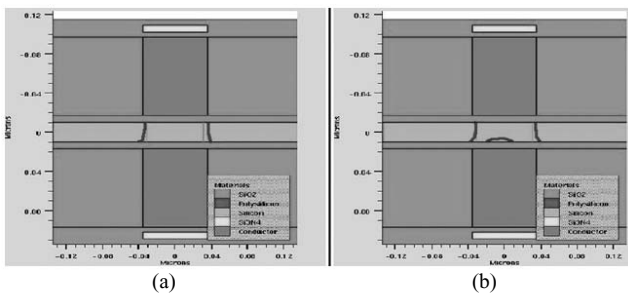 0.12
-0.08
-0.04
0
0.04
0.00
Microns
-0.12 -0.08 -0.04 0 0.04 0.08 0.12
Microns
Materials
SiO2
Polysilicon
Silicon
Si3N4
Conductor
(a)
0.12
-0.08
-0.04
0
0.04
0.00
Microns
-0.12 -0.08 -0.04 0 0.04 0.08 0.12
Microns
Materials
SiO2
Polysilicon
Silicon
Si3N4
Conductor
(b)